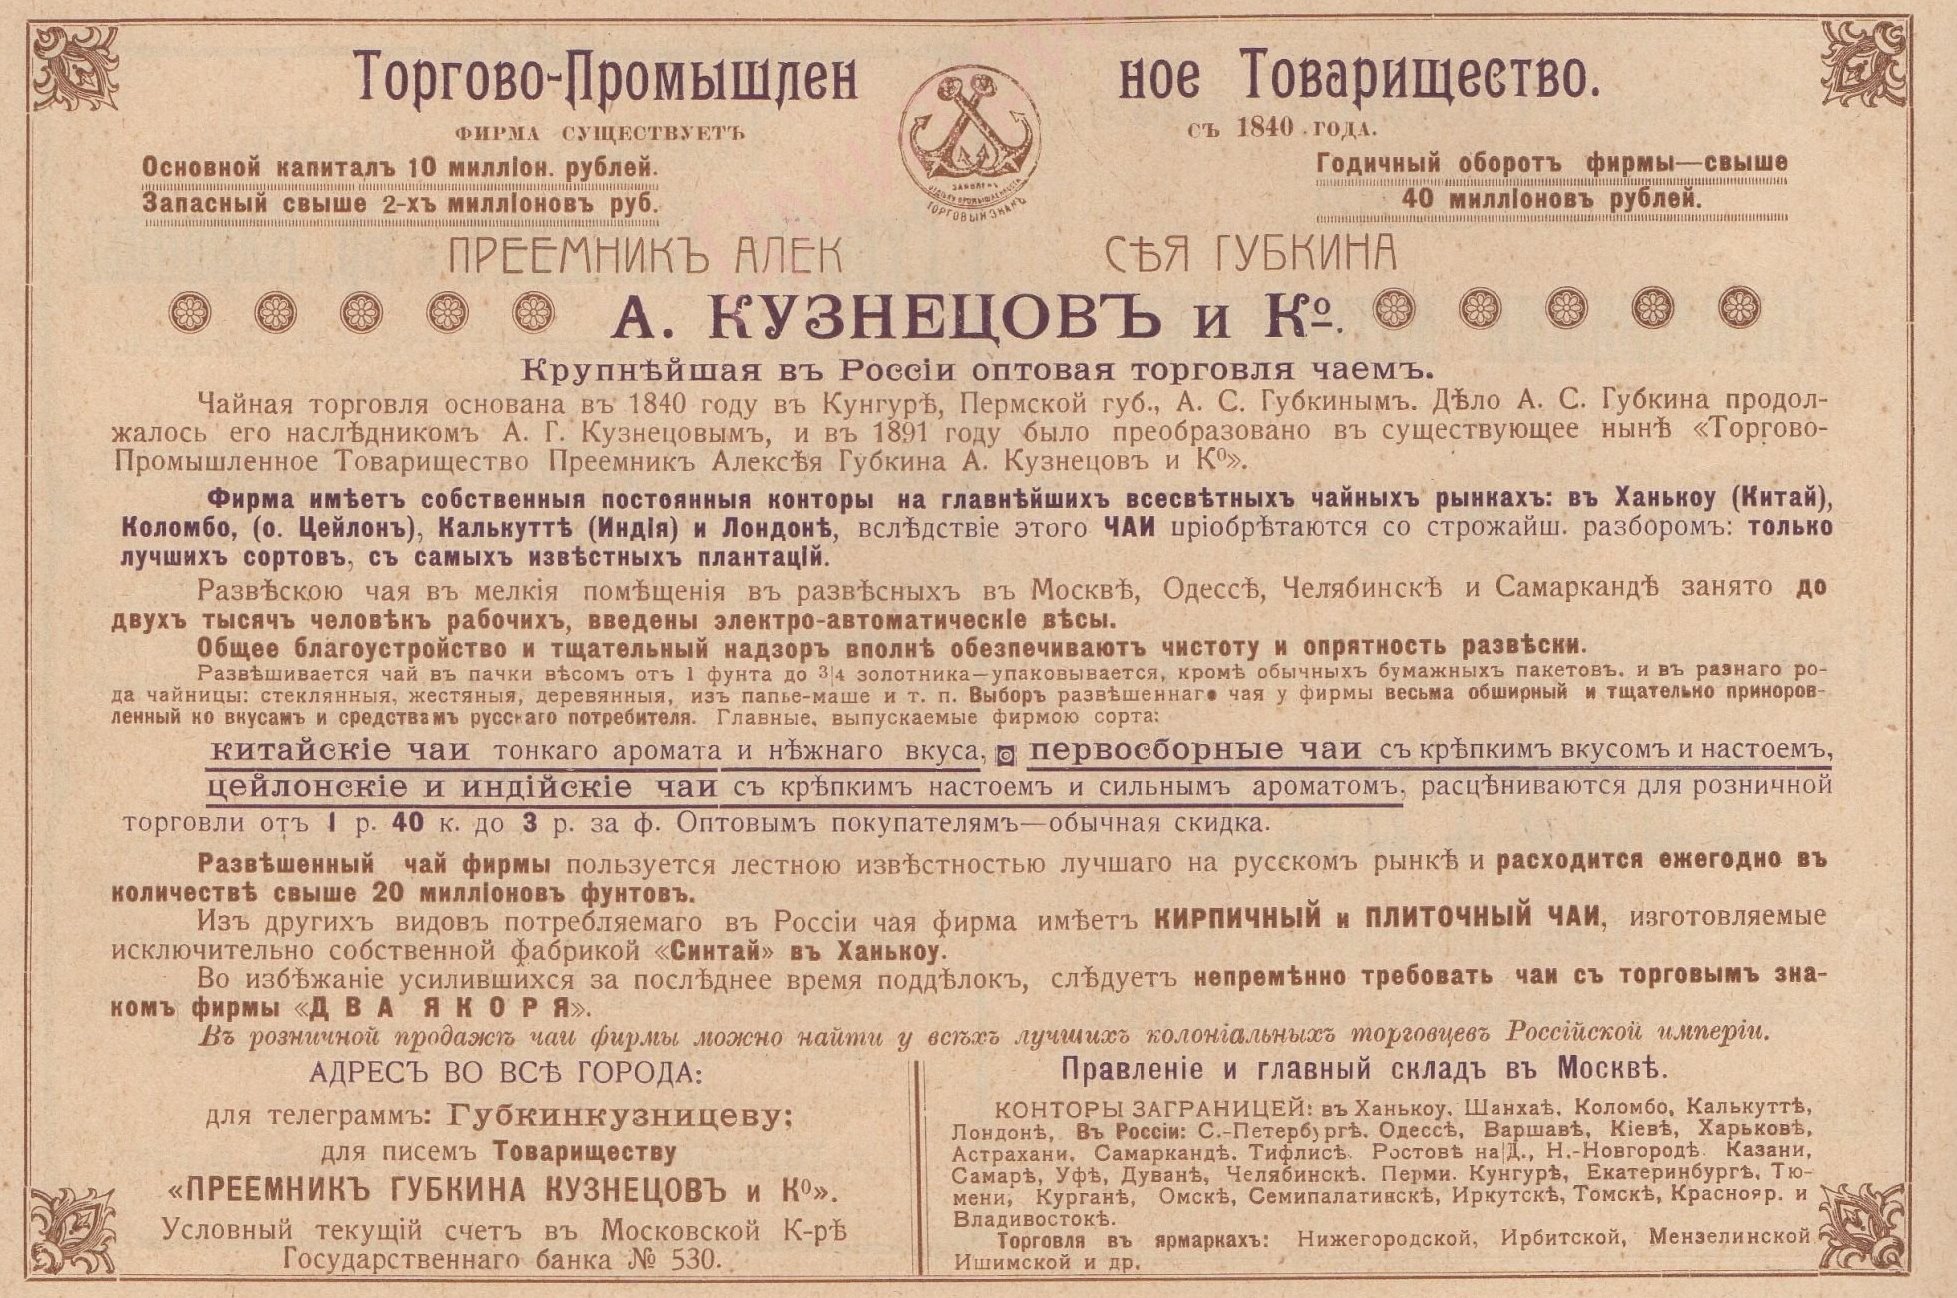 Торгово-Промышленное Товарищество.
ФИРМА СУЩЕСТВУЕТЪ съ 1840 ГОДА.
Основной капиталъ 10 милліон. рублей.
Запасный свыше 2-хъ милліоновъ руб.
ТОРГОВЫЙ ЗНАКЪ
Годичный оборотъ фирмы—свыше
40 милліоновъ рублей.
ПРЕЕМНИКЪ АЛЕКСѢЯ ГУБКИНА
А. КУЗНЕЦОВЪ и Кº.
Крупнѣйшая въ Россіи оптовая торговля чаемъ.
Чайная торговля основана въ 1840 году въ Кунгурѣ, Пермской губ., А. С. Губкинымъ. Дѣло А. С. Губкина продол-
жалось его наслѣдникомъ А. Г. Кузнецовымъ, и въ 1891 году было преобразовано въ существующее нынѣ «Торгово-
Промышленное Товарищество Преемникъ Алексѣя Губкина А. Кузнецовъ и Кº».
Фирма имѣетъ собственныя постоянныя конторы на главнѣйшихъ всесвѣтныхъ чайныхъ рынкахъ: въ Ханькоу (Китай),
Коломбо, (о. Цейлонъ), Калькуттѣ (Индія) и Лондонѣ, вслѣдствіе этого ЧАИ пріобрѣтаются со строжайш. разборомъ: только
лучшихъ сортовъ, съ самыхъ извѣстныхъ плантацій.
Развѣскою чая въ мелкія помѣщенія въ развѣсныхъ въ Москвѣ, Одессѣ, Челябинскѣ и Самаркандѣ занято до
двухъ тысячъ человѣкъ рабочихъ, введены электро-автоматическіе вѣсы.
Общее благоустройство и тщательный надзоръ вполнѣ обезпечиваютъ чистоту и опрятность развѣски.
Развѣшивается чай въ пачки вѣсомъ отъ 1 фунта до 3/4 золотника—упаковывается, кромѣ обычныхъ бумажныхъ пакетовъ. и въ разнаго ро-
да чайницы: стеклянныя, жестяныя, деревянныя, изъ папье-маше и т. п. Выборъ развѣшеннаго чая у фирмы весьма обширный и тщательно приноров-
ленный ко вкусамъ и средствамъ русскаго потребителя. Главные, выпускаемые фирмою сорта:
китайскіе чаи тонкаго аромата и нѣжнаго вкуса, первосборные чаи съ крѣпкимъ вкусомъ и настоемъ,
цейлонскіе и индійскіе чаи съ крѣпкимъ настоемъ и сильнымъ ароматомъ, расцѣниваются для розничной
торговли отъ 1 р. 40 к. до 3 р. за ф. Оптовымъ покупателямъ—обычная скидка.
Развѣшенный чай фирмы пользуется лестною извѣстностью лучшаго на русскомъ рынкѣ и расходится ежегодно въ
количествѣ свыше 20 милліоновъ фунтовъ.
Изъ другихъ видовъ потребляемаго въ Россіи чая фирма имѣетъ КИРПИЧНЫЙ и ПЛИТОЧНЫЙ ЧАИ, изготовляемые
исключительно собственной фабрикой «Синтай» въ Ханькоу.
Во избѣжаніе усилившихся за послѣднее время поддѣлокъ, слѣдуетъ непремѣнно требовать чаи съ торговымъ зна-
комъ фирмы «ДВА ЯКОРЯ».
Въ розничной продажѣ чаи фирмы можно найти у всѣхъ лучшихъ колоніальныхъ торговцевъ Россійской имперіи.
АДРЕСЪ ВО ВСѢ ГОРОДА:
для телеграммъ: Губкинкузницеву;
для писемъ Товариществу
«ПРЕЕМНИКЪ ГУБКИНА КУЗНЕЦОВЪ и Кº».
Условный текущій счетъ въ Московской К-рѣ
Государственнаго банка № 530.
Правленіе и главный складъ въ Москвѣ.
КОНТОРЫ ЗАГРАНИЦЕЙ: въ Ханькоу, Шанхаѣ, Коломбо, Калькуттѣ,
Лондонѣ, Въ Россіи: С.-Петербургѣ, Одессѣ, Варшавѣ, Кіевѣ, Харьковѣ,
Астрахани, Самаркандѣ, Тифлисѣ, Ростовѣ на/Д., Н.-Новгородѣ, Казани,
Самарѣ, Уфѣ, Дуванѣ, Челябинскѣ, Перми, Кунгурѣ, Екатеринбургѣ, Тю-
мени, Курганѣ, Омскѣ, Семипалатинскѣ, Иркутскѣ, Томскѣ, Краснояр. и
Владивостокѣ.
Торговля въ ярмаркахъ: Нижегородской, Ирбитской, Мензелинской
Ишимской и др.